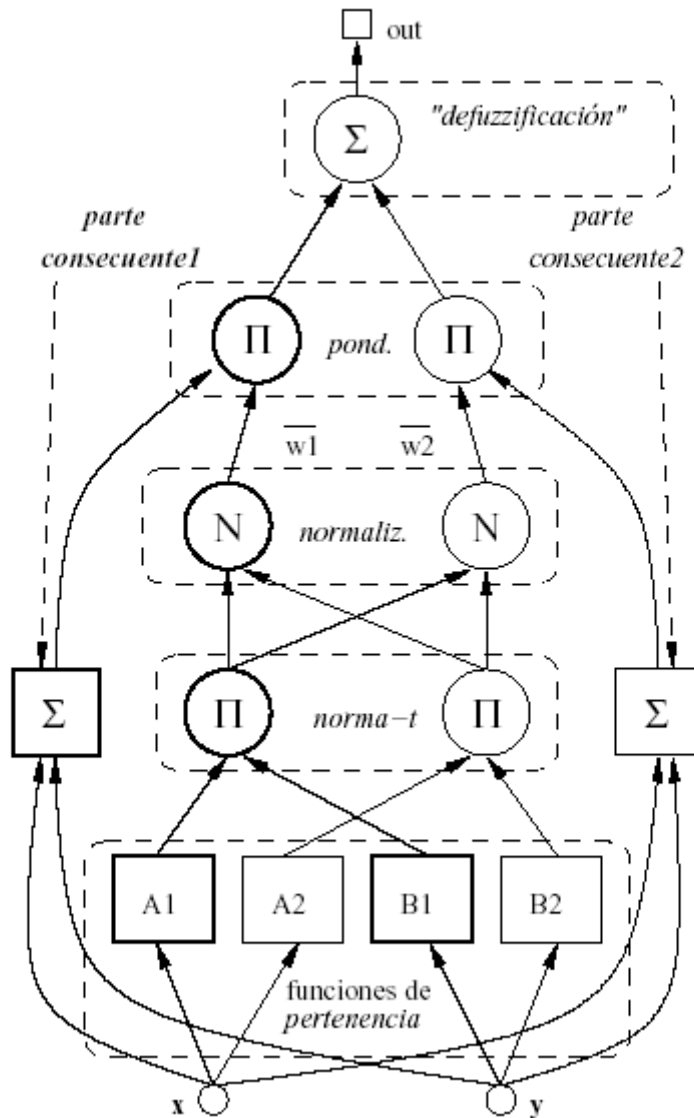 out
"defuzzificación"
Σ
parte
consecuente1
parte
consecuente2
Π pond. Π
w1 w2
N normaliz. N
Σ Π norma-t Π Σ
A1 A2 B1 B2
funciones de
pertenencia
x y